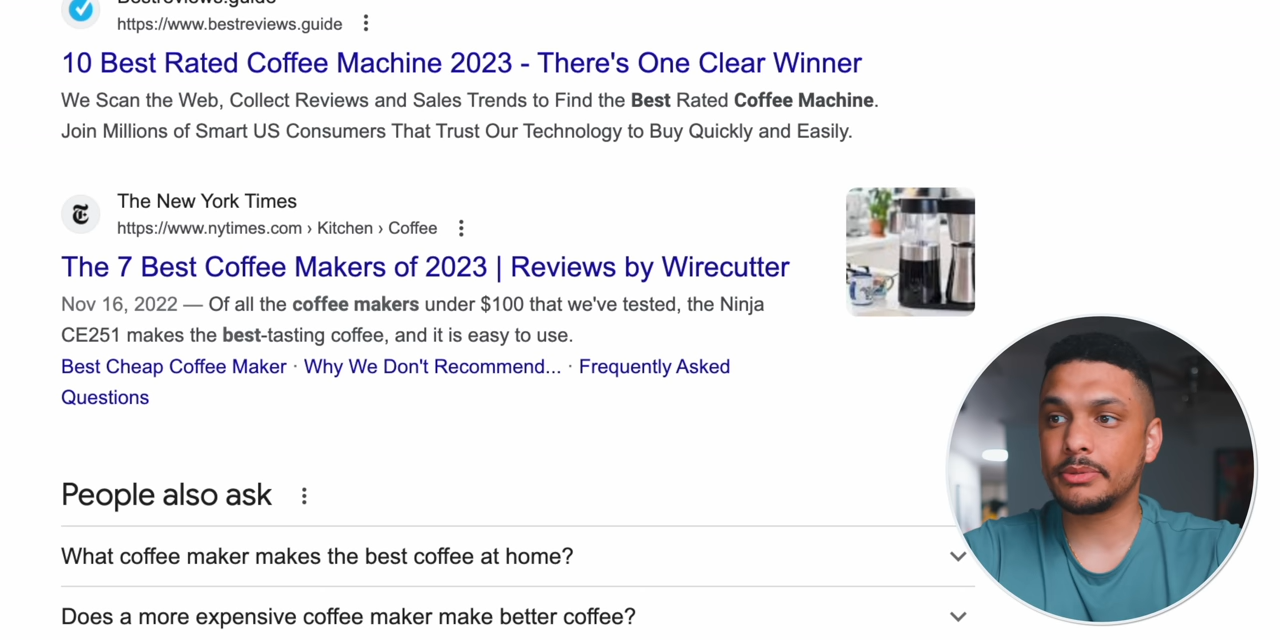 Bestreviews.guide
https://www.bestreviews.guide
10 Best Rated Coffee Machine 2023 - There's One Clear Winner
We Scan the Web, Collect Reviews and Sales Trends to Find the Best Rated Coffee Machine.
Join Millions of Smart US Consumers That Trust Our Technology to Buy Quickly and Easily.
The New York Times
https://www.nytimes.com › Kitchen › Coffee
The 7 Best Coffee Makers of 2023 | Reviews by Wirecutter
Nov 16, 2022 — Of all the coffee makers under $100 that we've tested, the Ninja
CE251 makes the best-tasting coffee, and it is easy to use.
Best Cheap Coffee Maker · Why We Don't Recommend... · Frequently Asked
Questions
People also ask
What coffee maker makes the best coffee at home?
Does a more expensive coffee maker make better coffee?